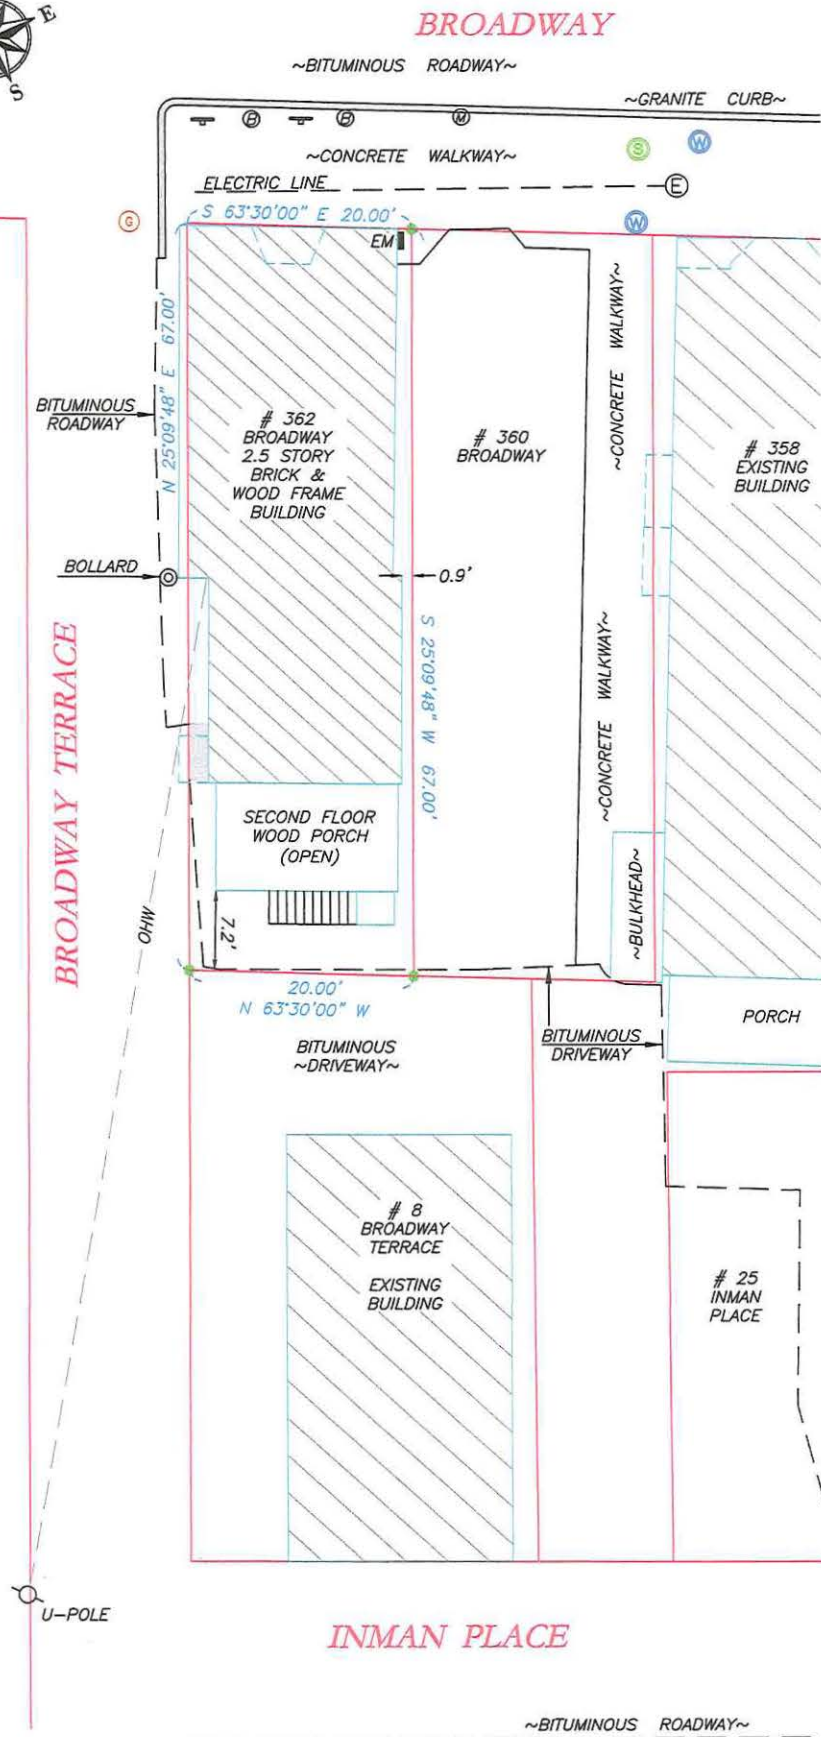 E
S
BROADWAY
~BITUMINOUS ROADWAY~
~GRANITE CURB~
B
B
M
~CONCRETE WALKWAY~
S
W
ELECTRIC LINE
E
S 63°30'00" E 20.00'
G
W
EM
N 25°09'48" E 67.00'
BITUMINOUS
ROADWAY
# 362
BROADWAY
2.5 STORY
BRICK &
WOOD FRAME
BUILDING
# 360
BROADWAY
~CONCRETE WALKWAY~
# 358
EXISTING
BUILDING
BOLLARD
0.9'
S 25°09'48" W 67.00'
~CONCRETE WALKWAY~
BROADWAY TERRACE
SECOND FLOOR
WOOD PORCH
(OPEN)
~BULKHEAD~
OHW
7.2'
20.00'
N 63°30'00" W
BITUMINOUS
~DRIVEWAY~
BITUMINOUS
DRIVEWAY
PORCH
# 8
BROADWAY
TERRACE
EXISTING
BUILDING
# 25
INMAN
PLACE
U-POLE
INMAN PLACE
~BITUMINOUS ROADWAY~